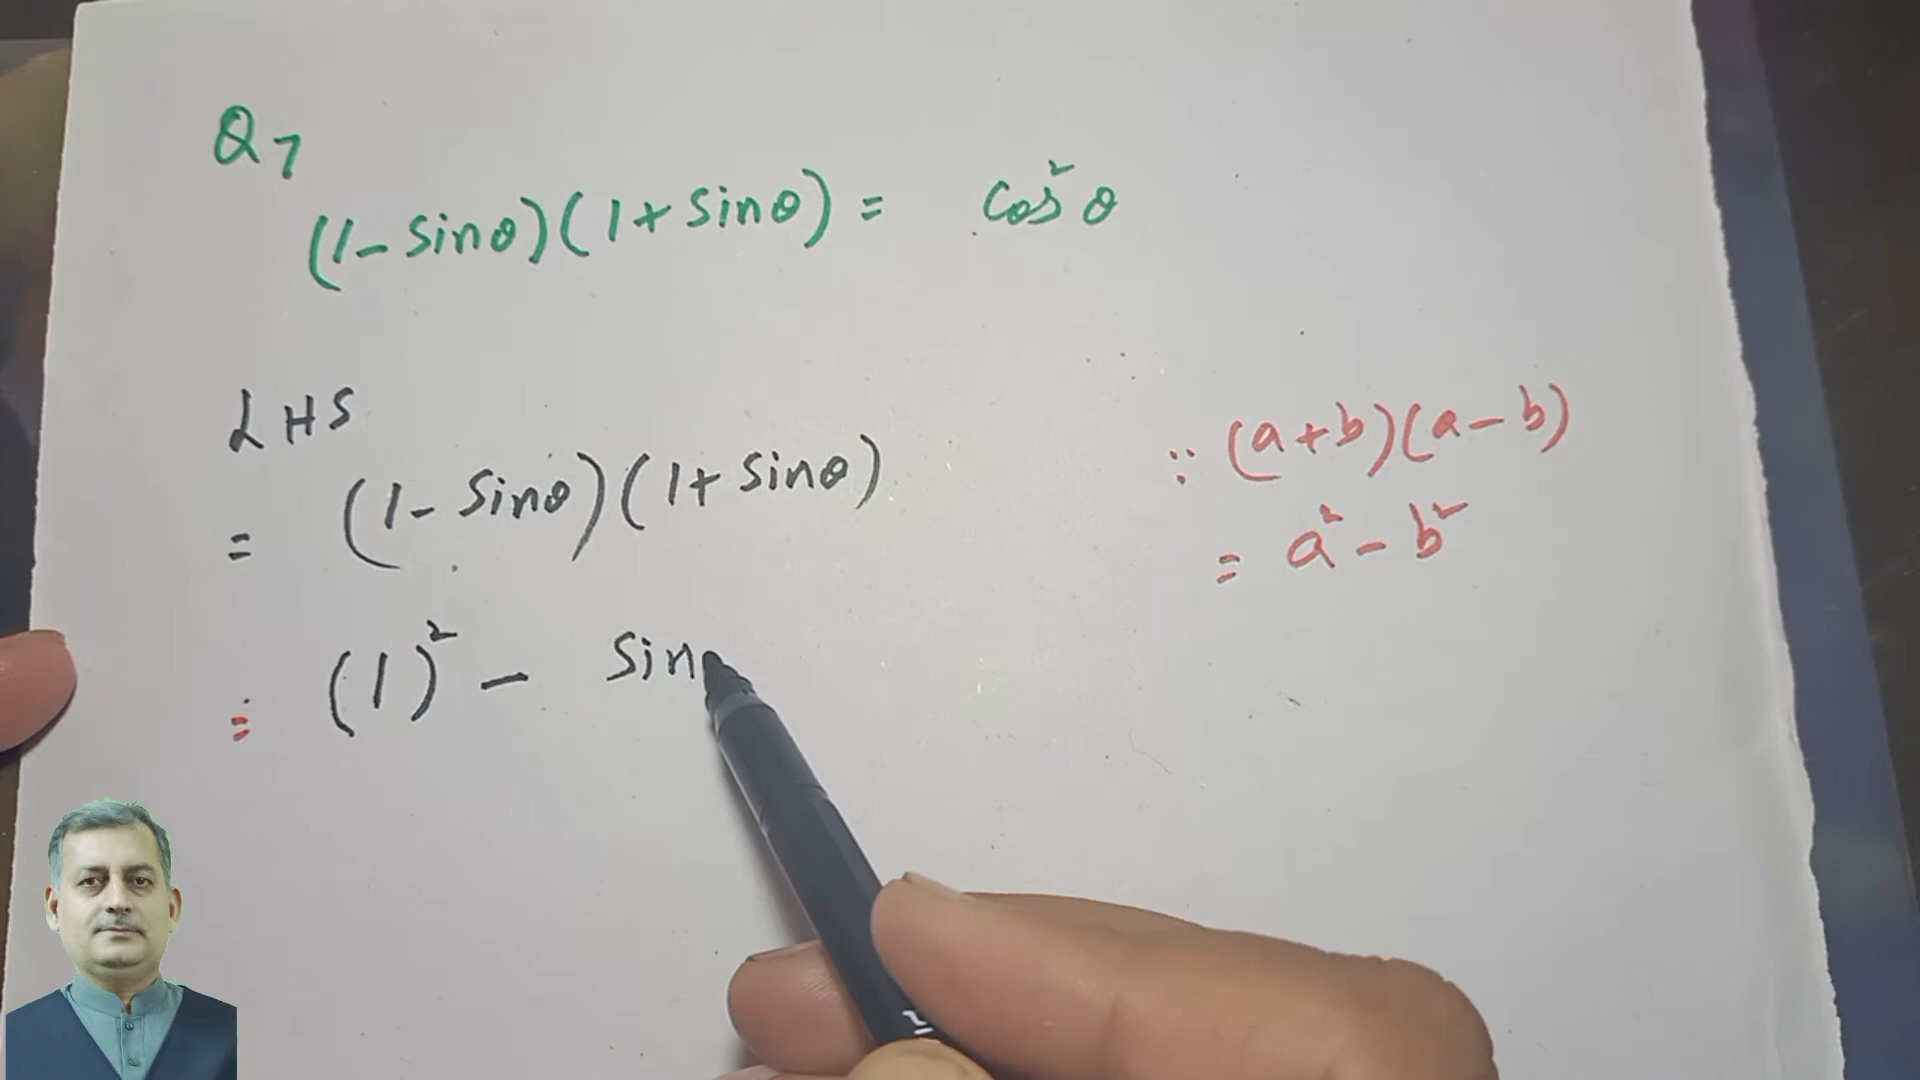 Q7
(1 - sinθ)(1 + sinθ) = cos²θ
LHS
= (1 - sinθ)(1 + sinθ)
∵ (a + b)(a - b)
= a² - b²
= (1)² - sin